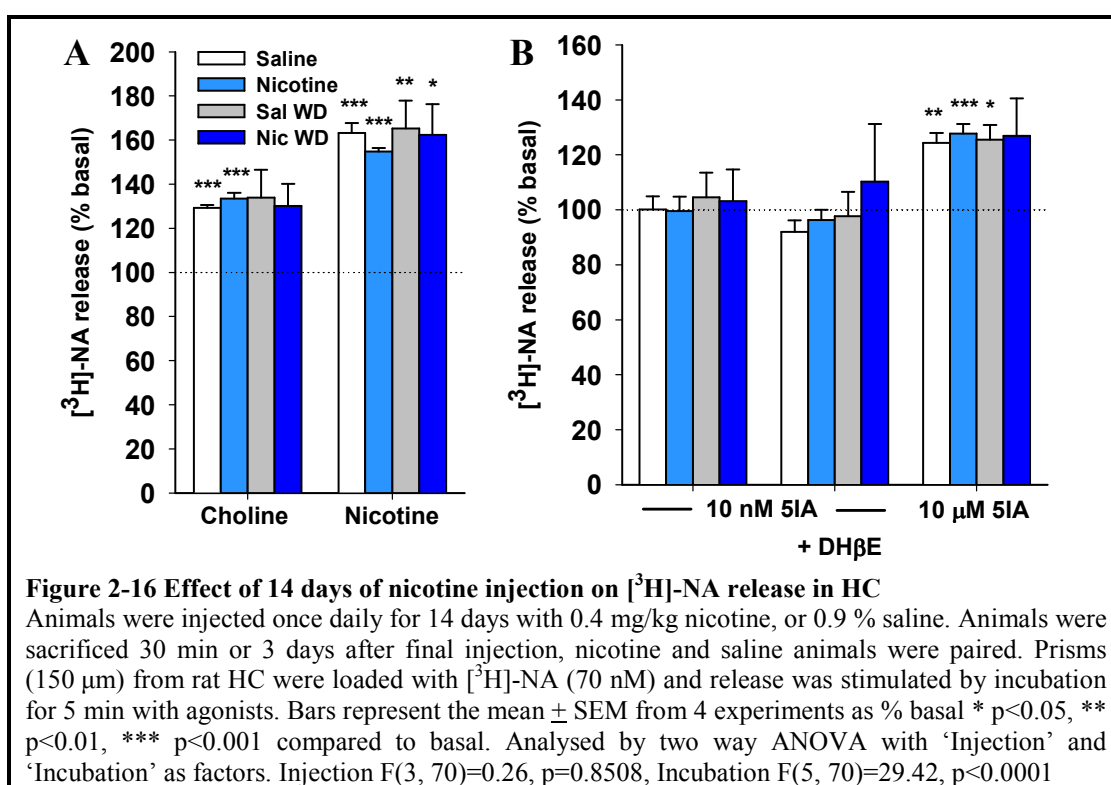 A
Saline
Nicotine
Sal WD
Nic WD
[³H]-NA release (% basal)
200
180
160
140
120
100
80
60
40
20
0
***
***
***
***
**
*
Choline
Nicotine
B
[³H]-NA release (% basal)
160
140
120
100
80
60
40
20
0
**
***
*
10 nM 5IA
10 µM 5IA
+ DHβE
Figure 2-16 Effect of 14 days of nicotine injection on [³H]-NA release in HC
Animals were injected once daily for 14 days with 0.4 mg/kg nicotine, or 0.9 % saline. Animals were
sacrificed 30 min or 3 days after final injection, nicotine and saline animals were paired. Prisms
(150 µm) from rat HC were loaded with [³H]-NA (70 nM) and release was stimulated by incubation
for 5 min with agonists. Bars represent the mean ± SEM from 4 experiments as % basal * p<0.05, **
p<0.01, *** p<0.001 compared to basal. Analysed by two way ANOVA with ‘Injection’ and
‘Incubation’ as factors. Injection F(3, 70)=0.26, p=0.8508, Incubation F(5, 70)=29.42, p<0.0001